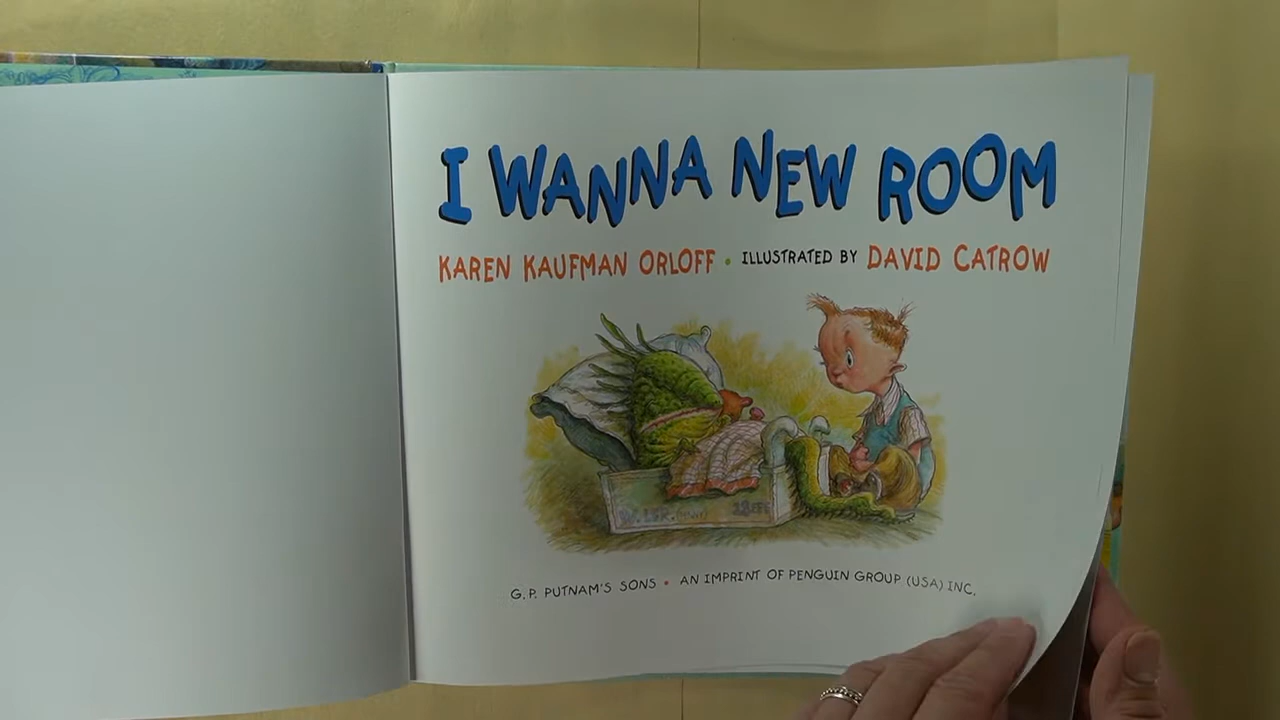 I WANNA NEW ROOM
KAREN KAUFMAN ORLOFF • ILLUSTRATED BY DAVID CATROW
G. P. PUTNAM'S SONS • AN IMPRINT OF PENGUIN GROUP (USA) INC.